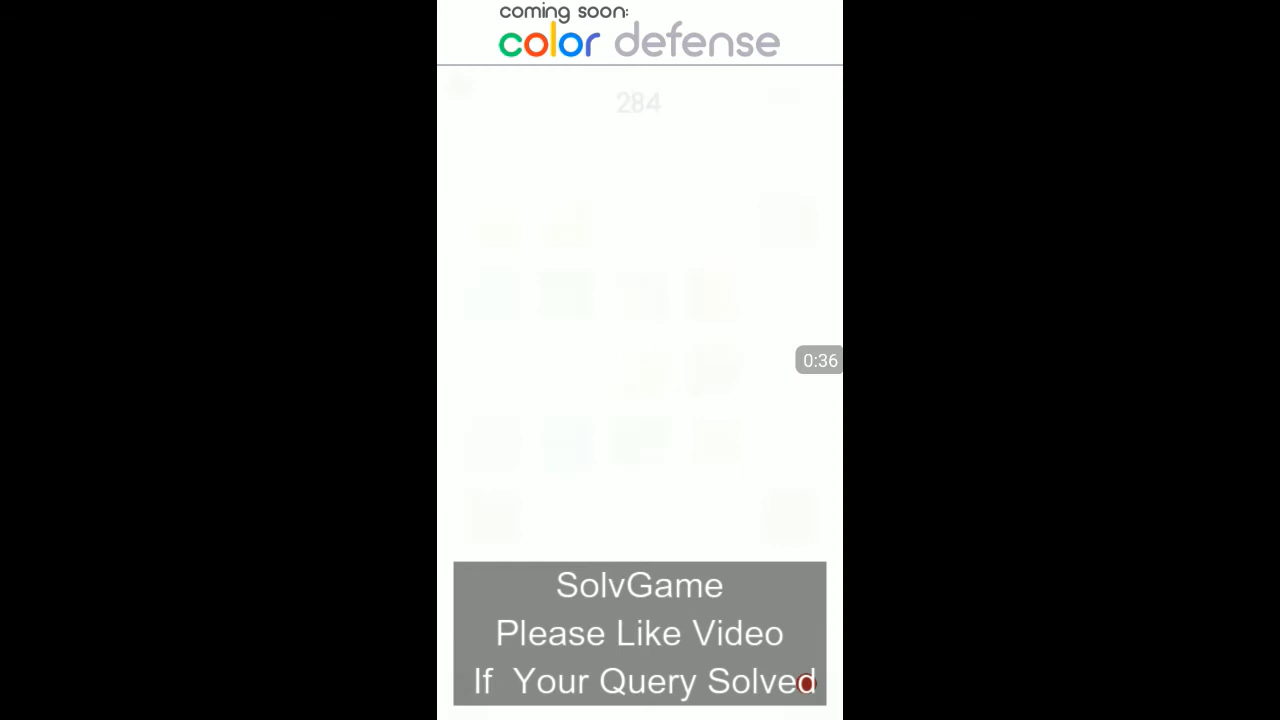 coming soon:
color defense
284
0:36
SolvGame
Please Like Video
If Your Query Solved